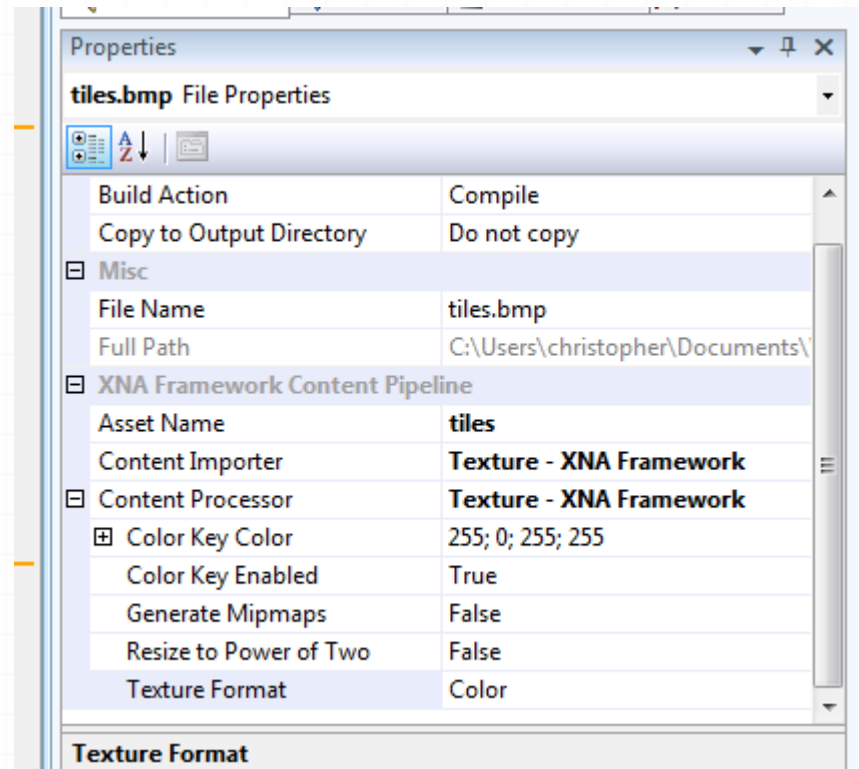 Properties
tiles.bmp File Properties
Build Action Compile
Copy to Output Directory Do not copy
Misc
File Name tiles.bmp
Full Path C:\Users\christopher\Documents\
XNA Framework Content Pipeline
Asset Name tiles
Content Importer Texture - XNA Framework
Content Processor Texture - XNA Framework
Color Key Color 255; 0; 255; 255
Color Key Enabled True
Generate Mipmaps False
Resize to Power of Two False
Texture Format Color
Texture Format